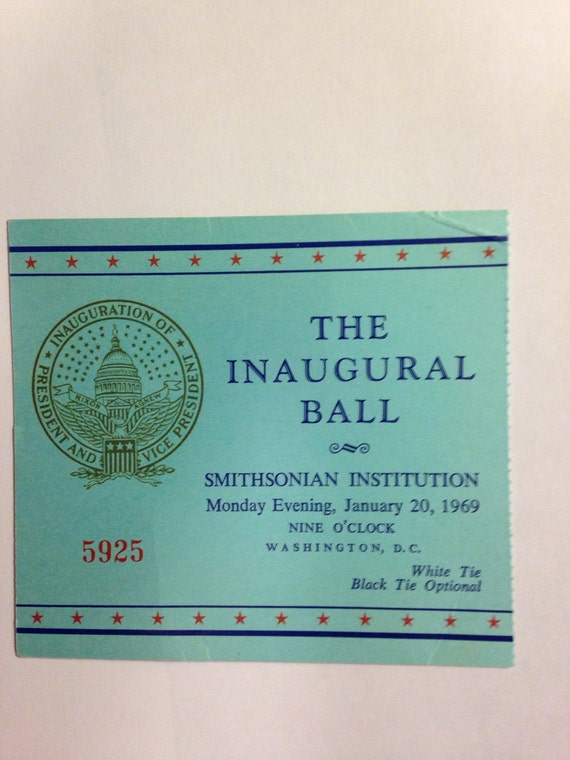 ★ INAUGURATION OF ★
PRESIDENT AND VICE PRESIDENT
NIXON AGNEW
THE
INAUGURAL
BALL
SMITHSONIAN INSTITUTION
Monday Evening, January 20, 1969
NINE O'CLOCK
WASHINGTON, D.C.
5925
White Tie
Black Tie Optional